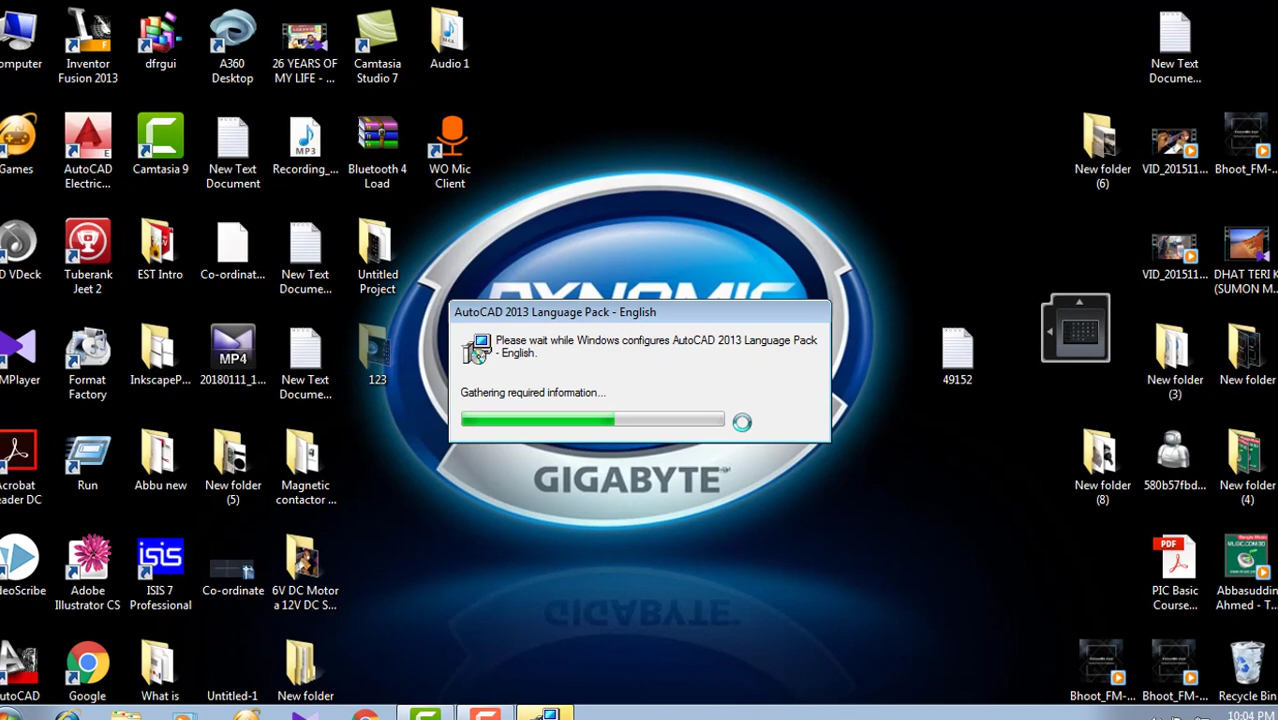 omputer
Inventor
Fusion 2013
dfrgui
A360
Desktop
26 YEARS OF
MY LIFE - ...
Camtasia
Studio 7
Audio 1
New Text
Docume...
Games
AutoCAD
Electric...
Camtasia 9
New Text
Document
MP3
Recording_...
Bluetooth 4
Load
WO Mic
Client
New folder
(6)
VID_201511...
Bhoot_FM-...
D VDeck
Tuberank
Jeet 2
EST Intro
Co-ordinat...
New Text
Docume...
Untitled
Project
VID_201511...
DHAT TERI K
(SUMON M...
DYNAMIC
AutoCAD 2013 Language Pack - English
Please wait while Windows configures AutoCAD 2013 Language Pack
- English.
Gathering required information...
GIGABYTE
MPlayer
Format
Factory
InkscapeP...
MP4
20180111_1...
New Text
Docume...
123
49152
New folder
(3)
New folder
Acrobat
eader DC
Run
Abbu new
New folder
(5)
Magnetic
contactor ...
New folder
(8)
580b57fbd...
New folder
(4)
deoScribe
Adobe
Illustrator CS
isis
ISIS 7
Professional
Co-ordinate
6V DC Motor
a 12V DC S...
PDF
PIC Basic
Course...
Abbasuddin
Ahmed - T...
utoCAD
Google
What is
Untitled-1
New folder
Bhoot_FM-...
Bhoot_FM-...
Recycle Bin
10:04 PM